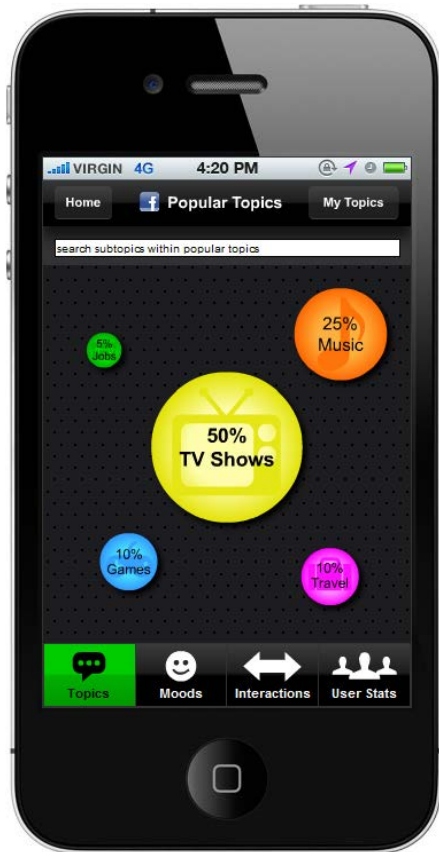 VIRGIN 4G 4:20 PM
Home f Popular Topics My Topics
search subtopics within popular topics
25%
Music
5%
Jobs
50%
TV Shows
10%
Games
10%
Travel
Topics Moods Interactions User Stats